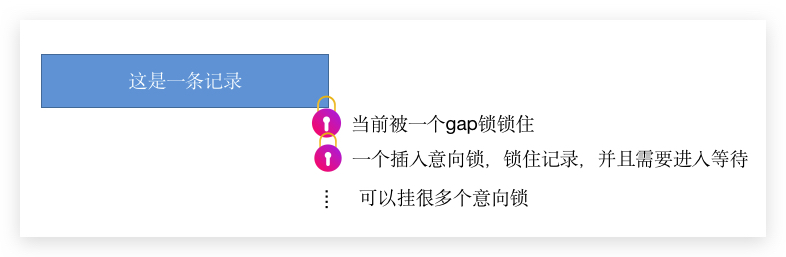 这是一条记录
当前被一个gap锁锁住
一个插入意向锁，锁住记录，并且需要进入等待
可以挂很多个意向锁